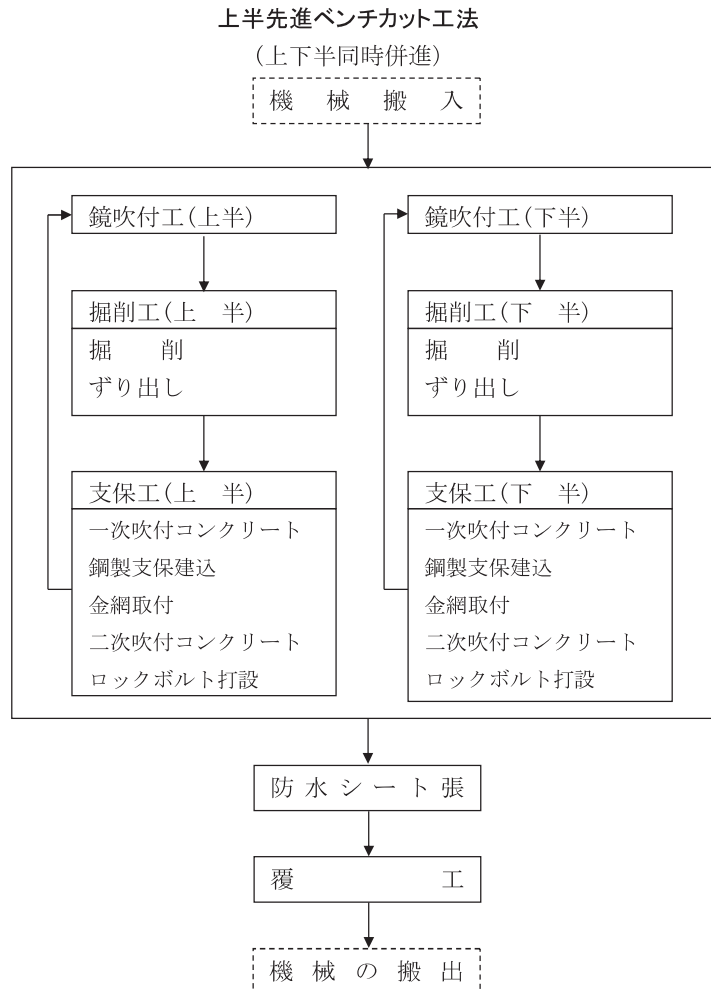 上半先進ベンチカット工法
（上下半同時併進）
機械搬入
鏡吹付工（上半）
掘削工（上　半）
掘　　削
ずり出し
支保工（上　半）
一次吹付コンクリート
鋼製支保建込
金網取付
二次吹付コンクリート
ロックボルト打設
鏡吹付工（下半）
掘削工（下　半）
掘　　削
ずり出し
支保工（下　半）
一次吹付コンクリート
鋼製支保建込
金網取付
二次吹付コンクリート
ロックボルト打設
防水シート張
覆　　　　　工
機械の搬出